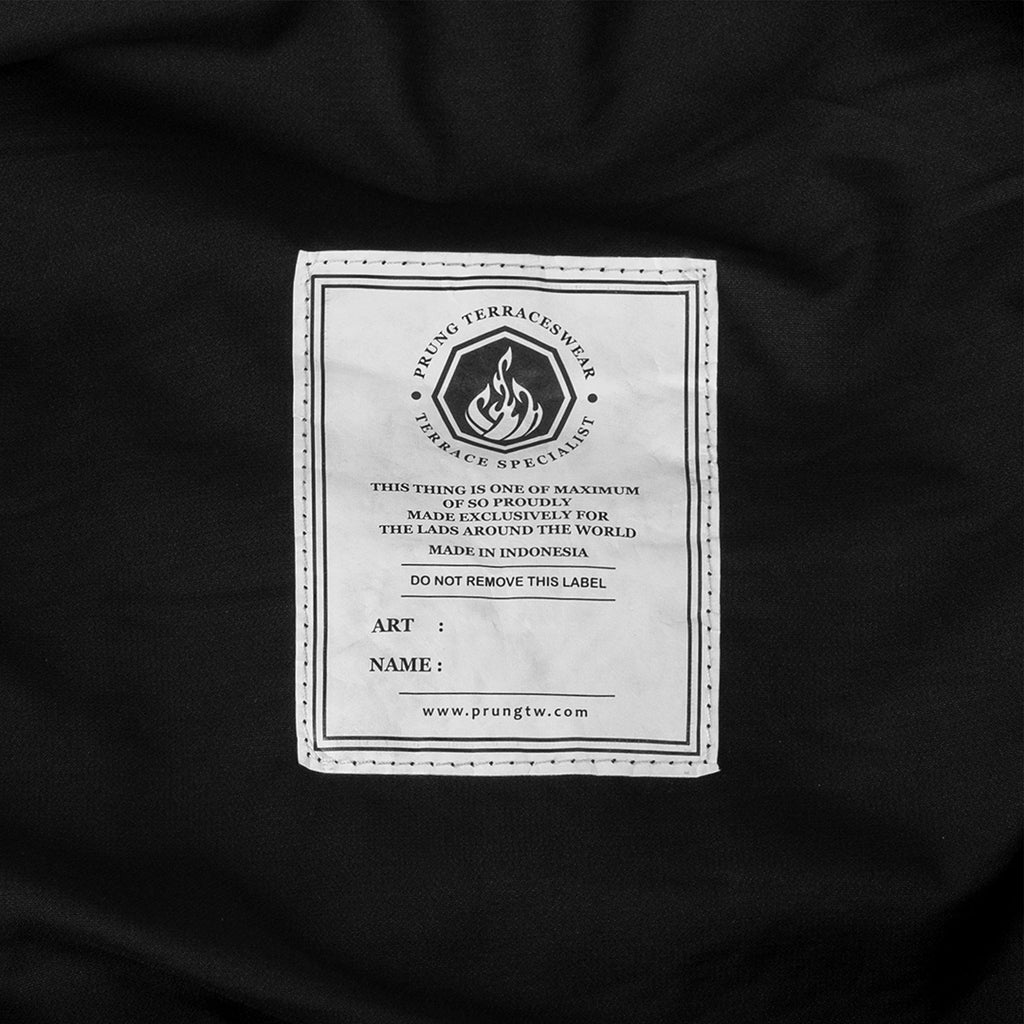 PRUNG TERRACESWEAR
TERRACE SPECIALIST
THIS THING IS ONE OF MAXIMUM
OF SO PROUDLY
MADE EXCLUSIVELY FOR
THE LADS AROUND THE WORLD
MADE IN INDONESIA
DO NOT REMOVE THIS LABEL
ART :
NAME :
www.prungtw.com